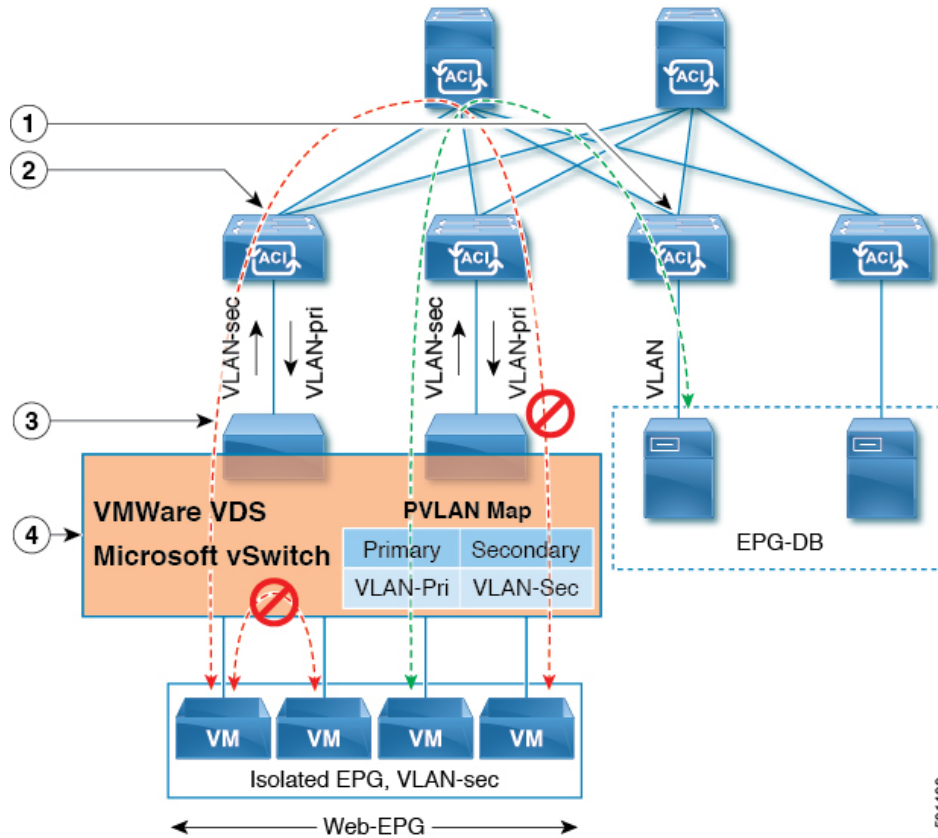 ACI
ACI
1
2
ACI
ACI
ACI
ACI
VLAN-sec
VLAN-pri
VLAN-sec
VLAN-pri
VLAN
3
4
VMWare VDS
Microsoft vSwitch
PVLAN Map
Primary Secondary
VLAN-Pri VLAN-Sec
EPG-DB
VM
VM
VM
VM
Isolated EPG, VLAN-sec
Web-EPG